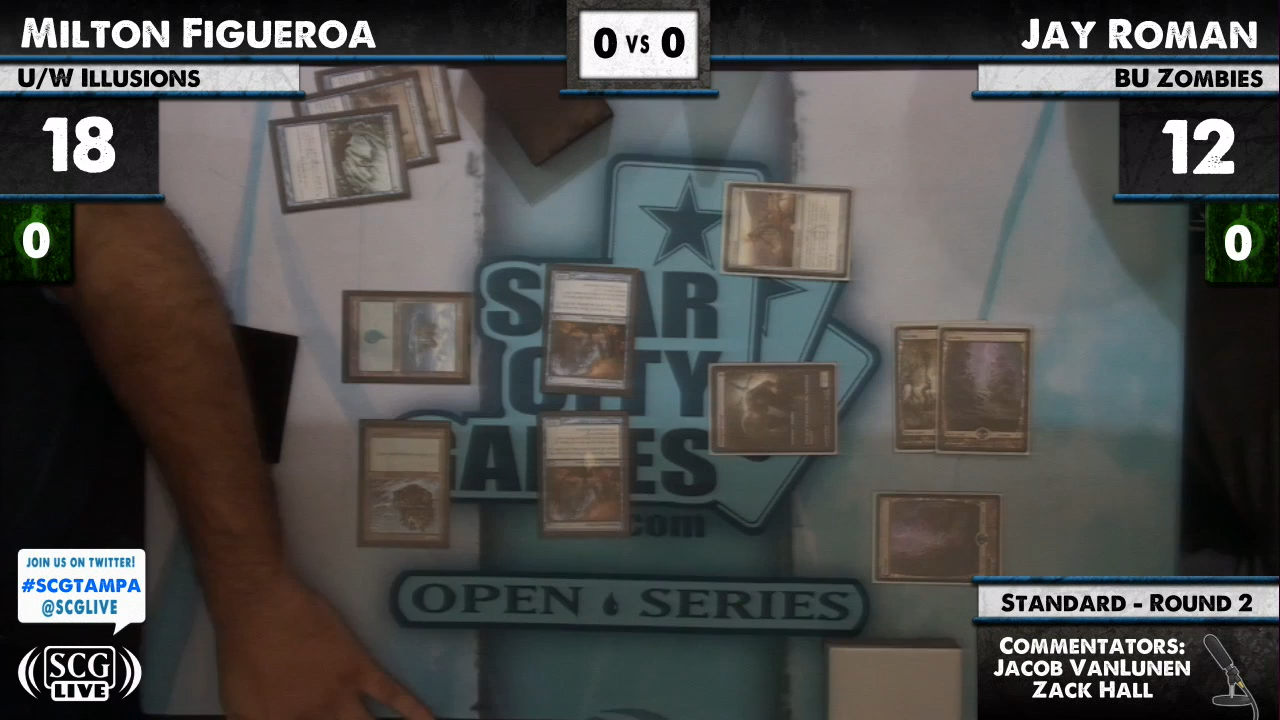 MILTON FIGUEROA
0 VS 0
JAY ROMAN
U/W ILLUSIONS
BU ZOMBIES
18
12
0
0
STAR
CITY
GAMES
.com
OPEN SERIES
JOIN US ON TWITTER!
#SCGTAMPA
@SCGLIVE
SCG
LIVE
STANDARD - ROUND 2
COMMENTATORS:
JACOB VANLUNEN
ZACK HALL